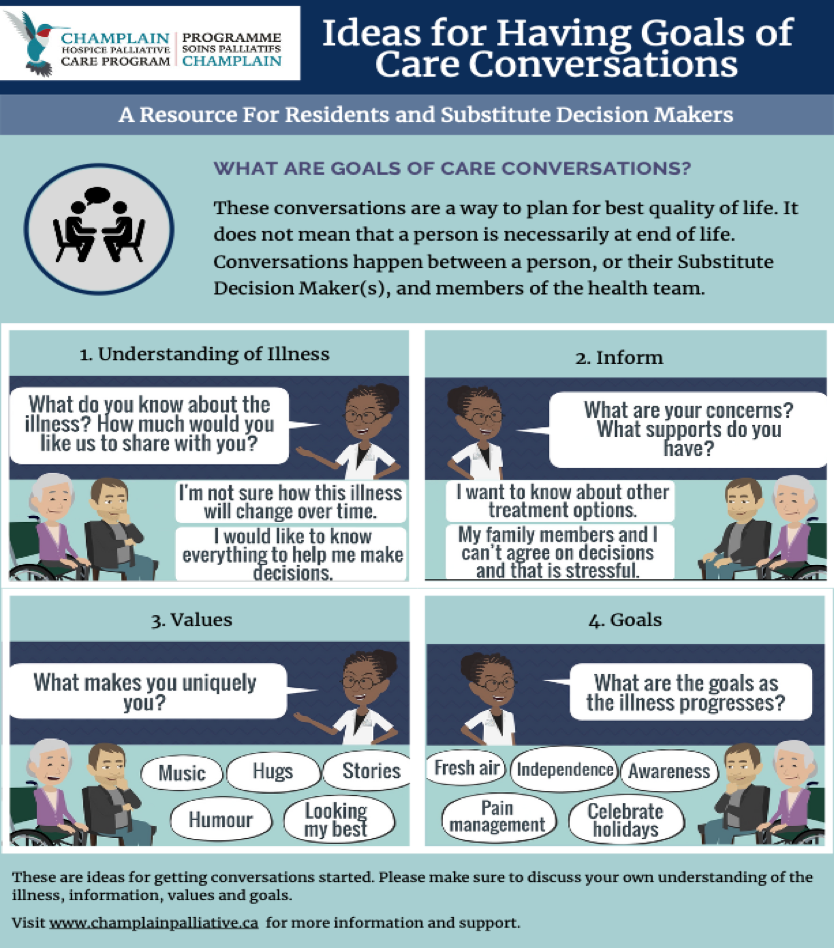 CHAMPLAIN
HOSPICE PALLIATIVE
CARE PROGRAM
PROGRAMME
SOINS PALLIATIFS
CHAMPLAIN
Ideas for Having Goals of
Care Conversations
A Resource For Residents and Substitute Decision Makers
WHAT ARE GOALS OF CARE CONVERSATIONS?
These conversations are a way to plan for best quality of life. It
does not mean that a person is necessarily at end of life.
Conversations happen between a person, or their Substitute
Decision Maker(s), and members of the health team.
1. Understanding of Illness
What do you know about the
illness? How much would you
like us to share with you?
I'm not sure how this illness
will change over time.
I would like to know
everything to help me make
decisions.
2. Inform
What are your concerns?
What supports do you
have?
I want to know about other
treatment options.
My family members and I
can't agree on decisions
and that is stressful.
3. Values
What makes you uniquely
you?
Music
Hugs
Stories
Humour
Looking
my best
4. Goals
What are the goals as
the illness progresses?
Fresh air
Independence
Awareness
Pain
management
Celebrate
holidays
These are ideas for getting conversations started. Please make sure to discuss your own understanding of the
illness, information, values and goals.
Visit www.champlainpalliative.ca for more information and support.